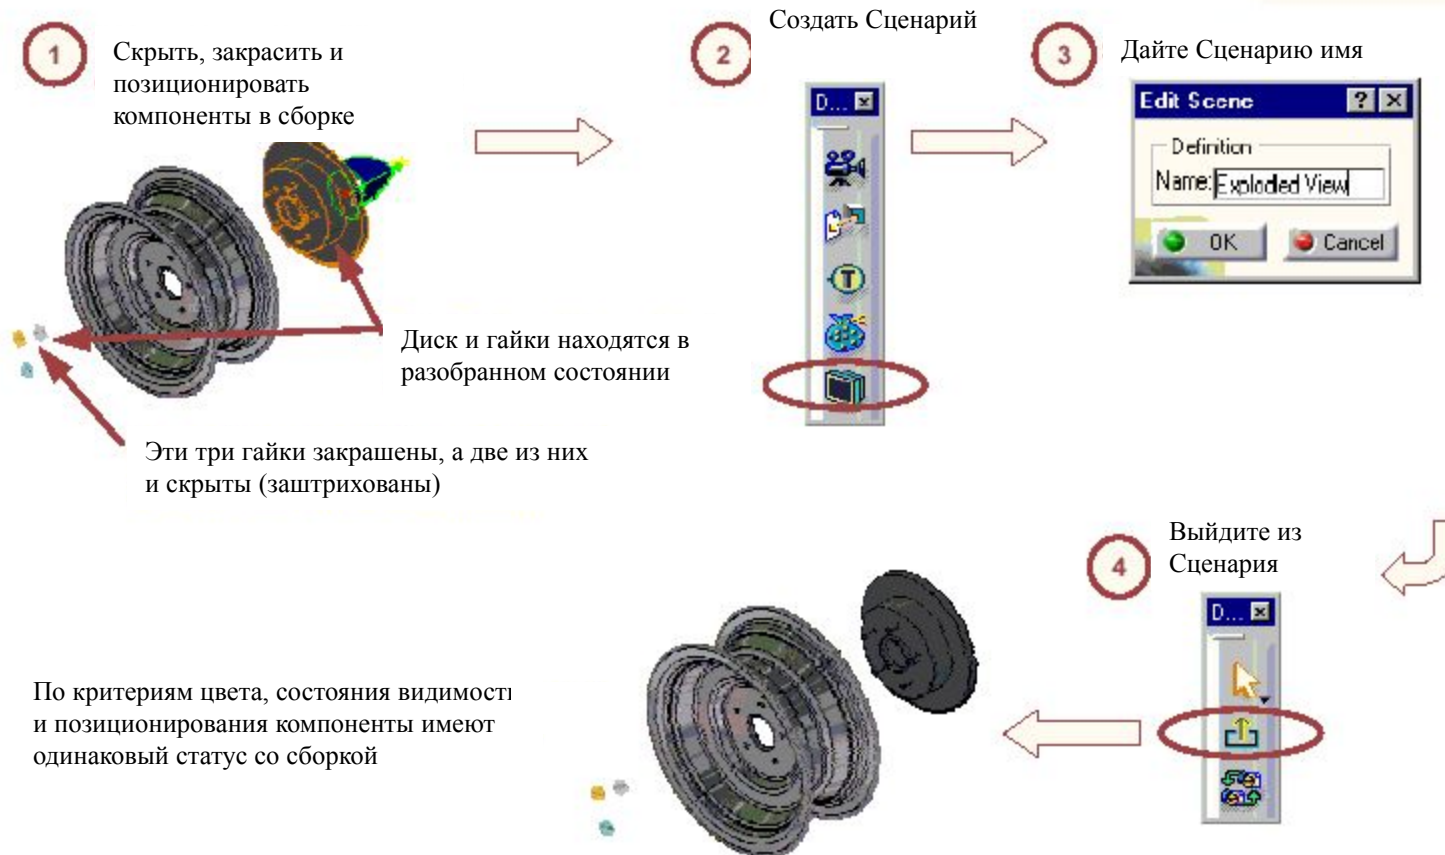 1
Скрыть, закрасить и
позиционировать
компоненты в сборке
2
Создать Сценарий
D...
T
3
Дайте Сценарию имя
Edit Scene
Definition
Name: Exploded View
OK
Cancel
Диск и гайки находятся в
разобранном состоянии
Эти три гайки закрашены, а две из них
и скрыты (заштрихованы)
4
Выйдите из
Сценария
D...
По критериям цвета, состояния видимости
и позиционирования компоненты имеют
одинаковый статус со сборкой